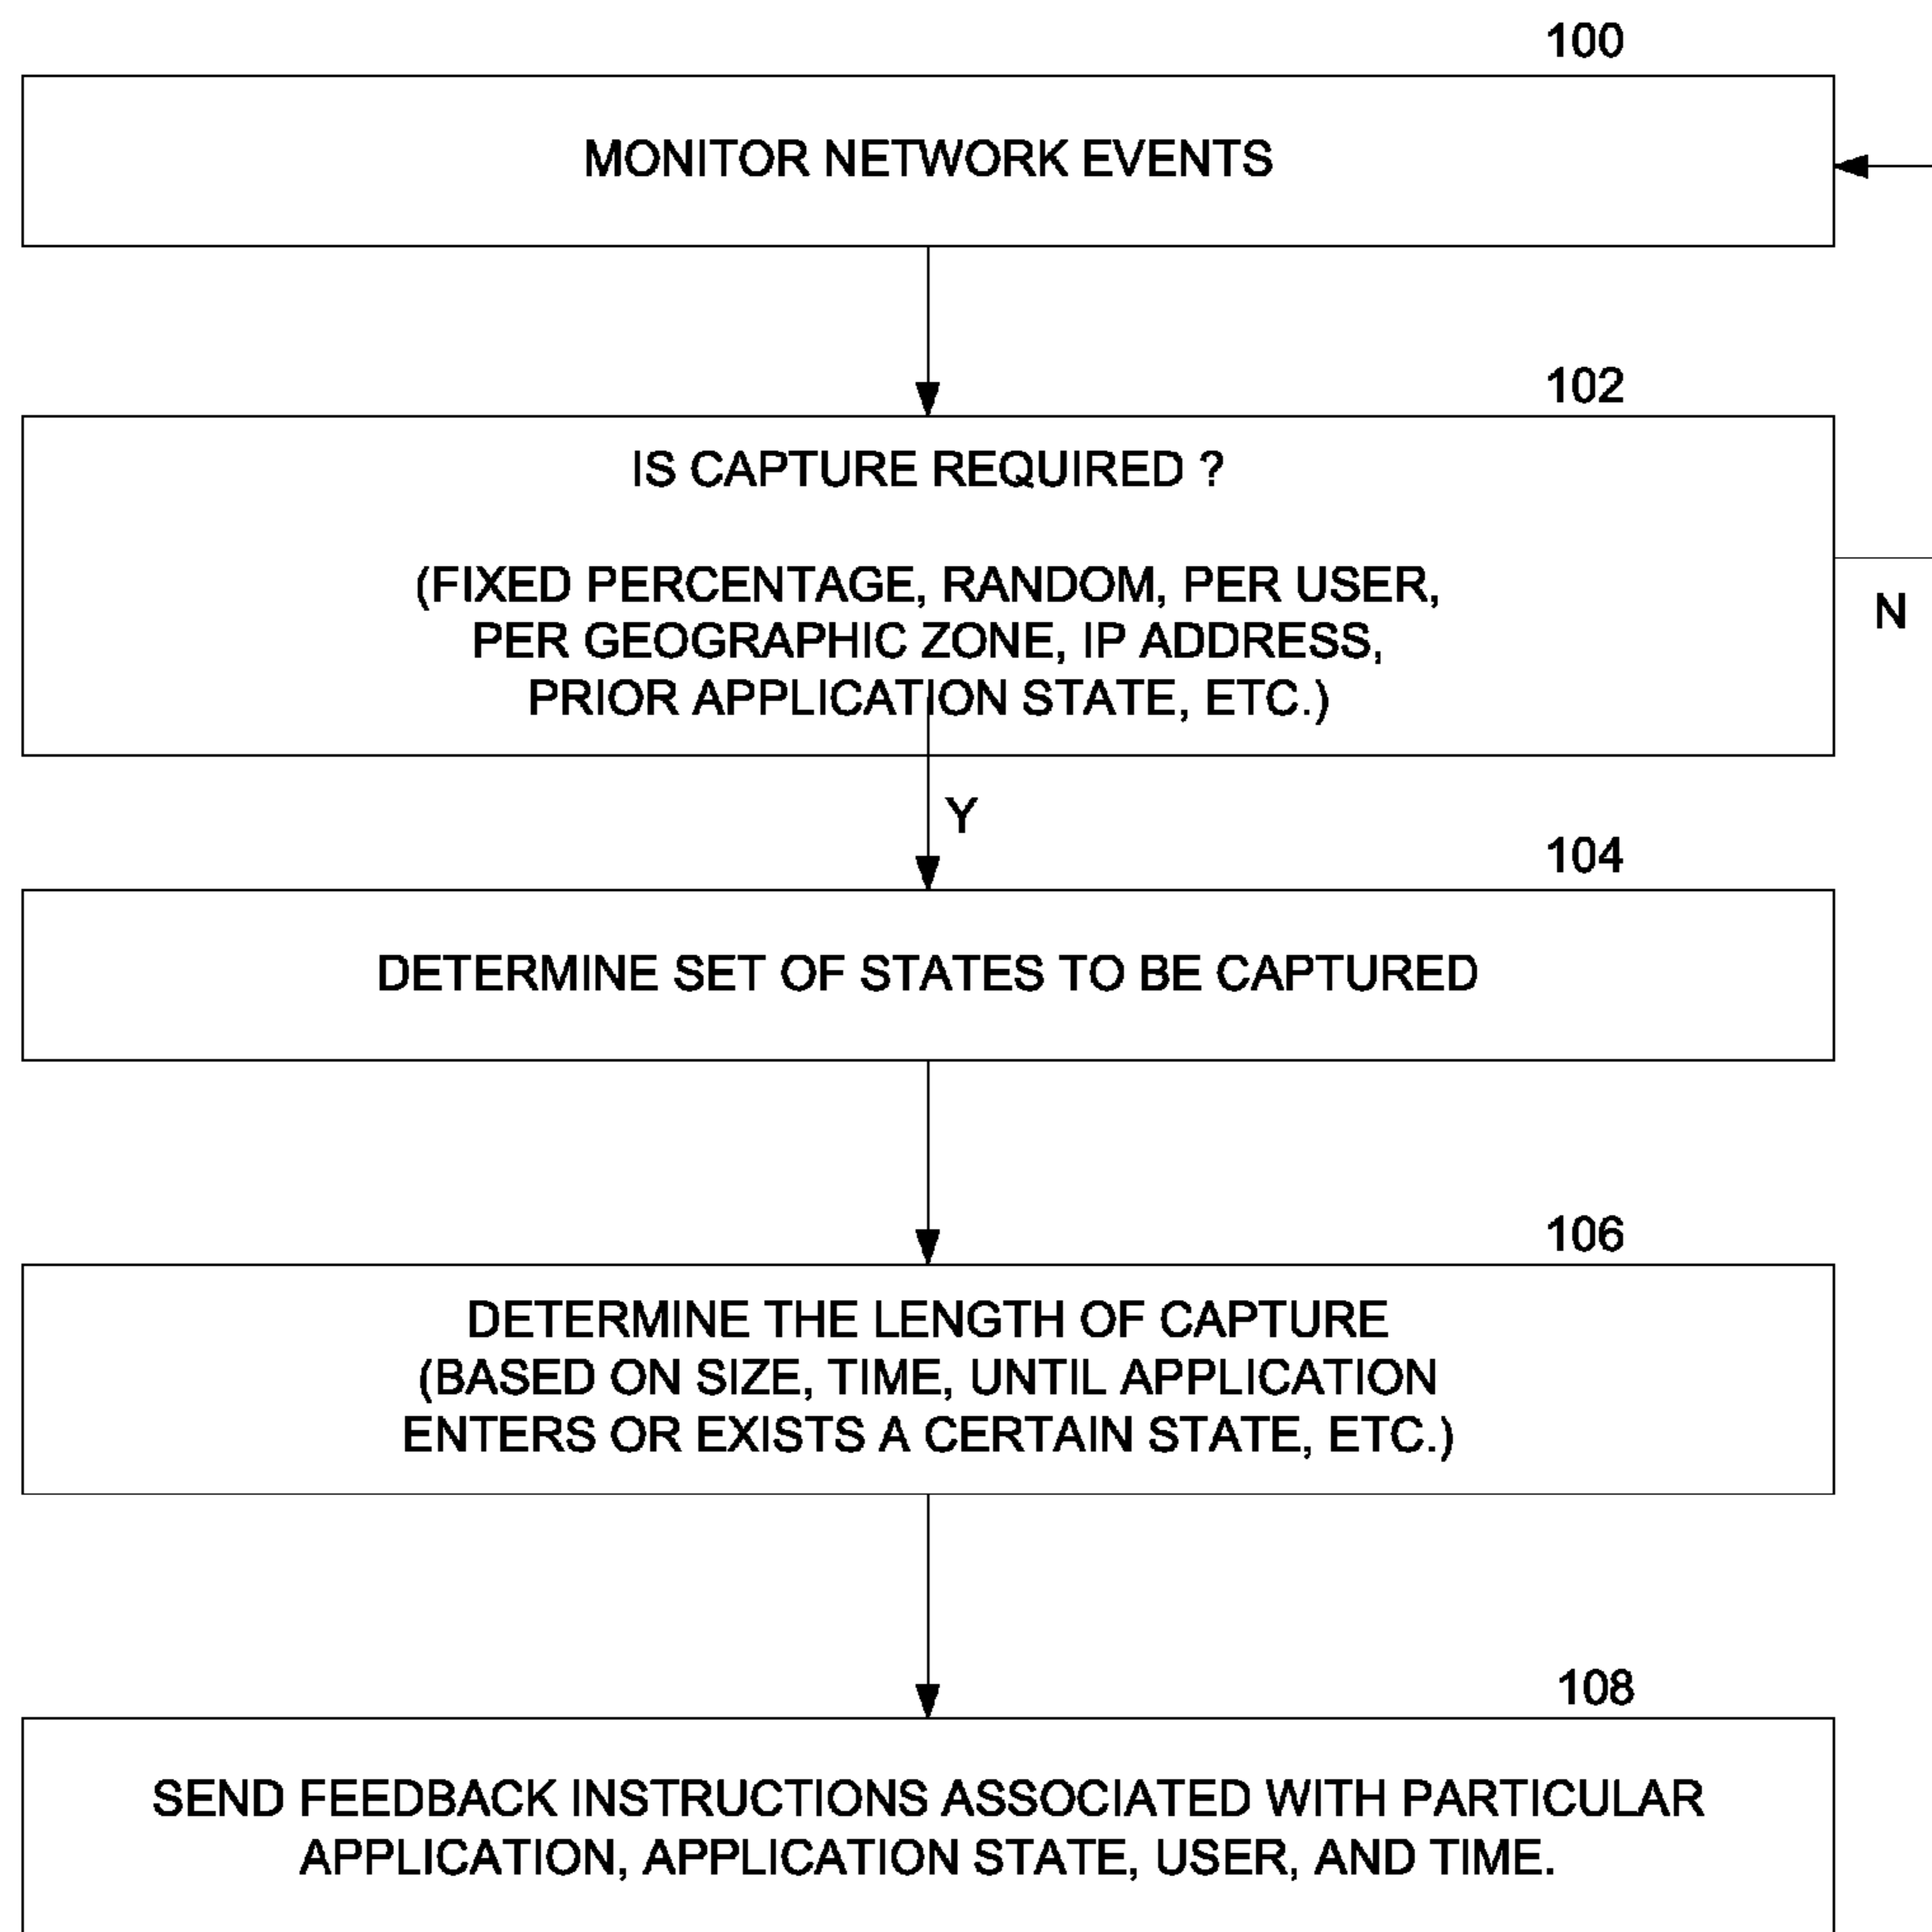 100
MONITOR NETWORK EVENTS
102
IS CAPTURE REQUIRED ?
(FIXED PERCENTAGE, RANDOM, PER USER,
PER GEOGRAPHIC ZONE, IP ADDRESS,
PRIOR APPLICATION STATE, ETC.)
N
Y
104
DETERMINE SET OF STATES TO BE CAPTURED
106
DETERMINE THE LENGTH OF CAPTURE
(BASED ON SIZE, TIME, UNTIL APPLICATION
ENTERS OR EXISTS A CERTAIN STATE, ETC.)
108
SEND FEEDBACK INSTRUCTIONS ASSOCIATED WITH PARTICULAR
APPLICATION, APPLICATION STATE, USER, AND TIME.